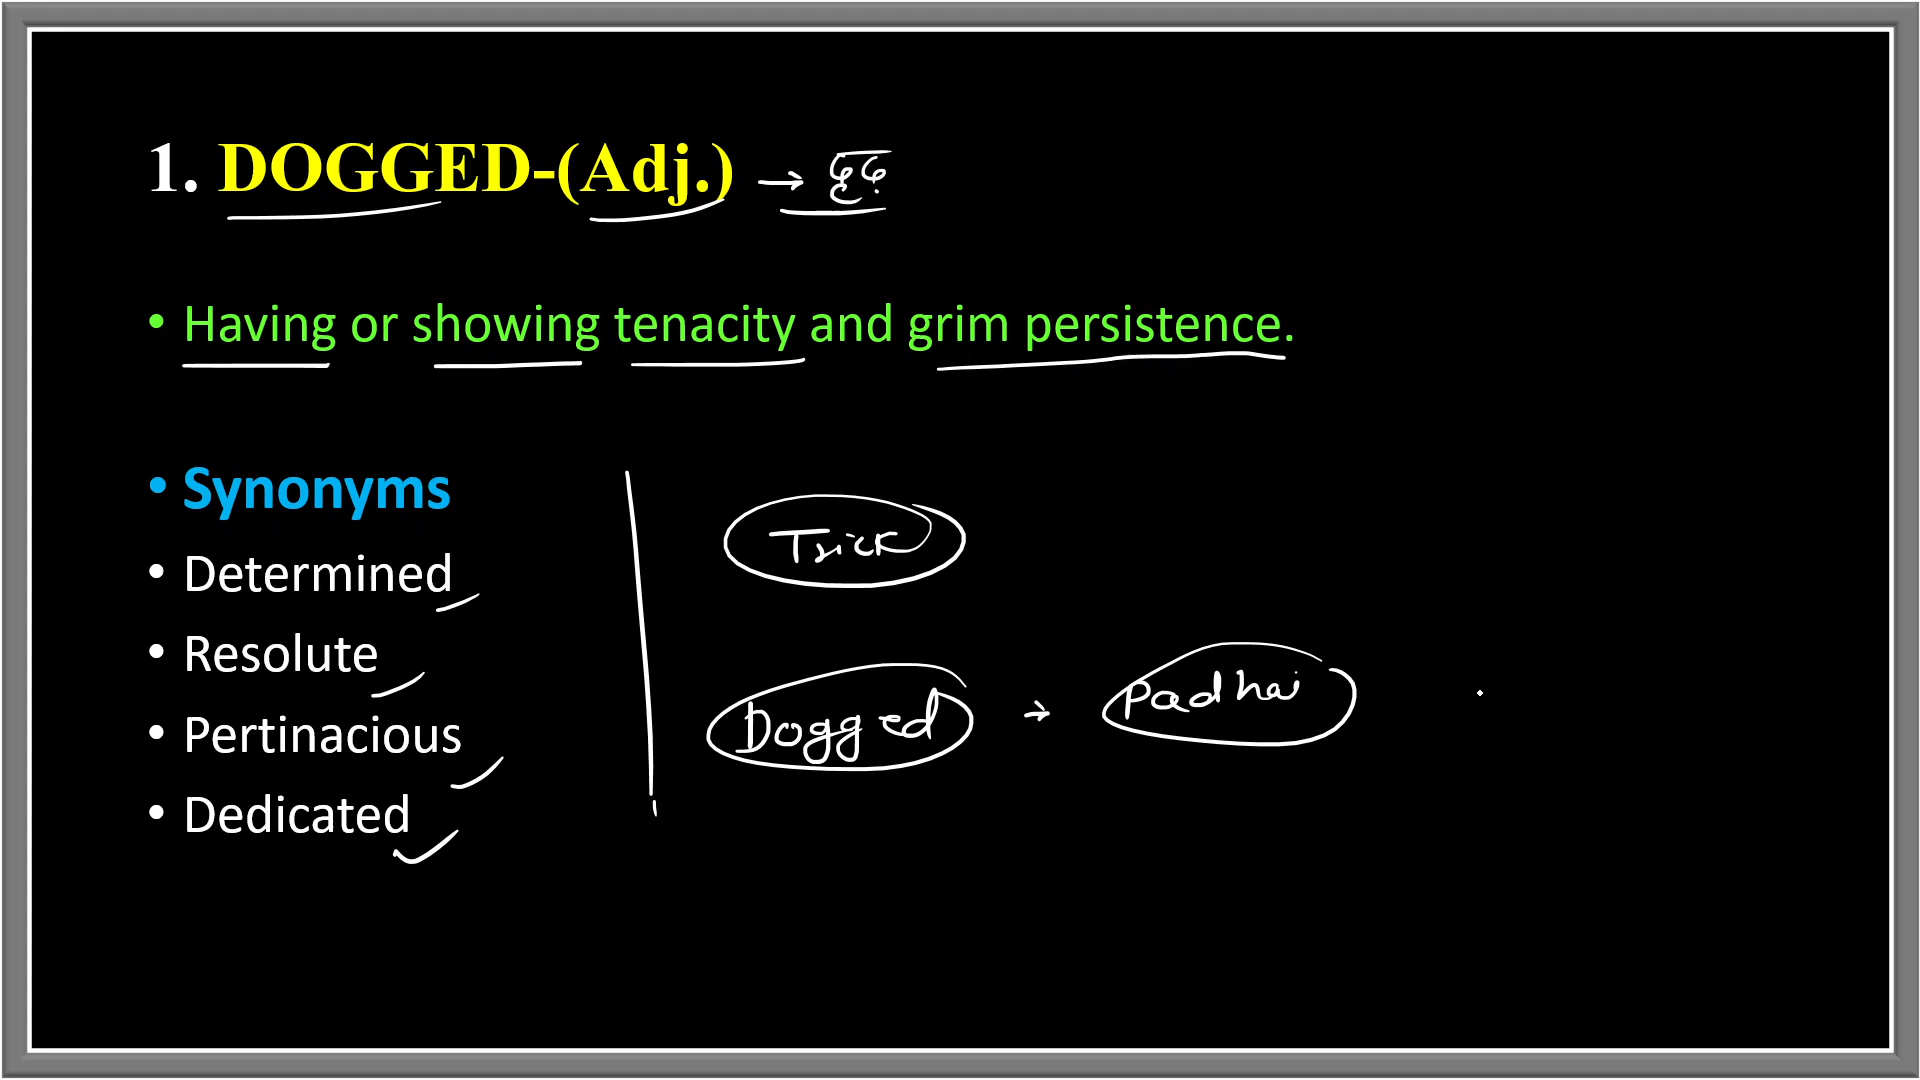 1. DOGGED-(Adj.) → दृढ़
• Having or showing tenacity and grim persistence.
• Synonyms
• Determined
• Resolute
• Pertinacious
• Dedicated
Trick
Dogged → Padhai